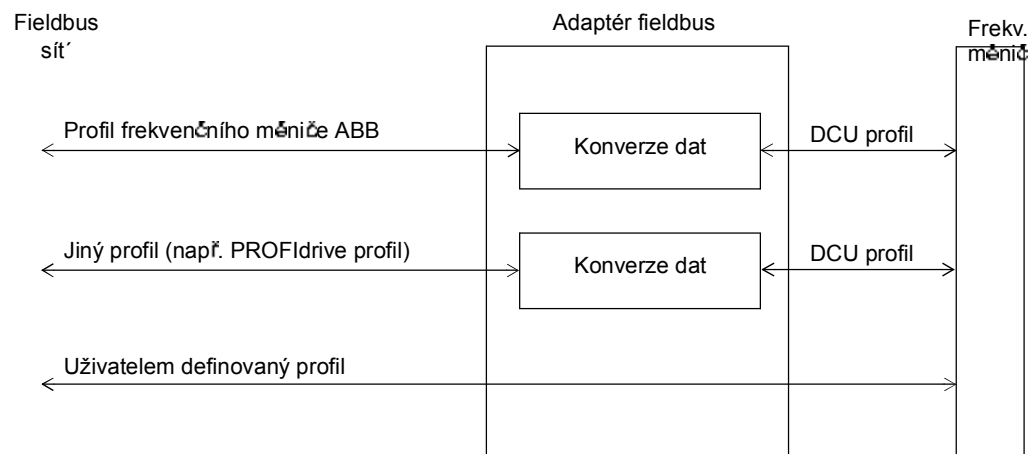 Fieldbus
sít´
Adaptér fieldbus
Frekv.
měnič
Profil frekvenčního měniče ABB
Konverze dat
DCU profil
Jiný profil (např. PROFIdrive profil)
Konverze dat
DCU profil
Uživatelem definovaný profil